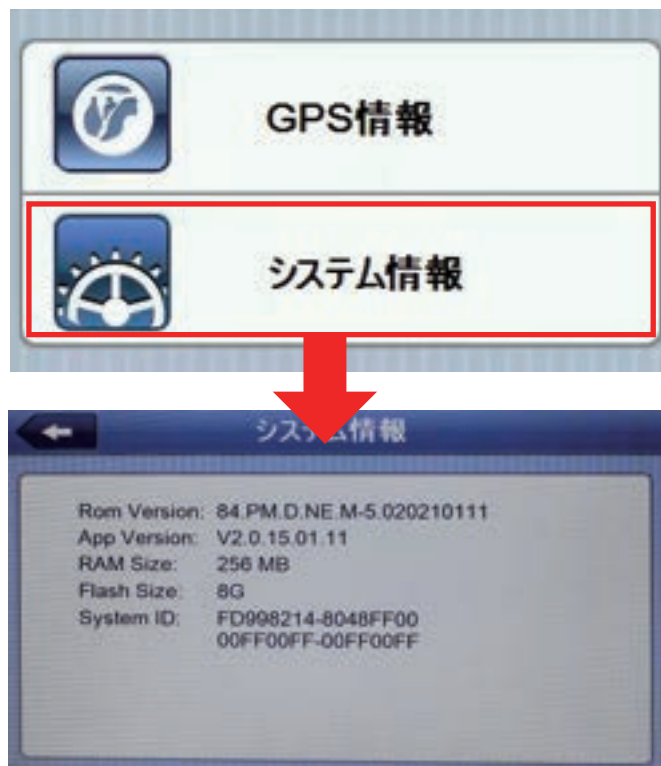 GPS情報
システム情報
システム情報
Rom Version: 84.PM.D.NE.M-5.020210111
App Version: V2.0.15.01.11
RAM Size: 256 MB
Flash Size: 8G
System ID: FD998214-8048FF00
00FF00FF-00FF00FF